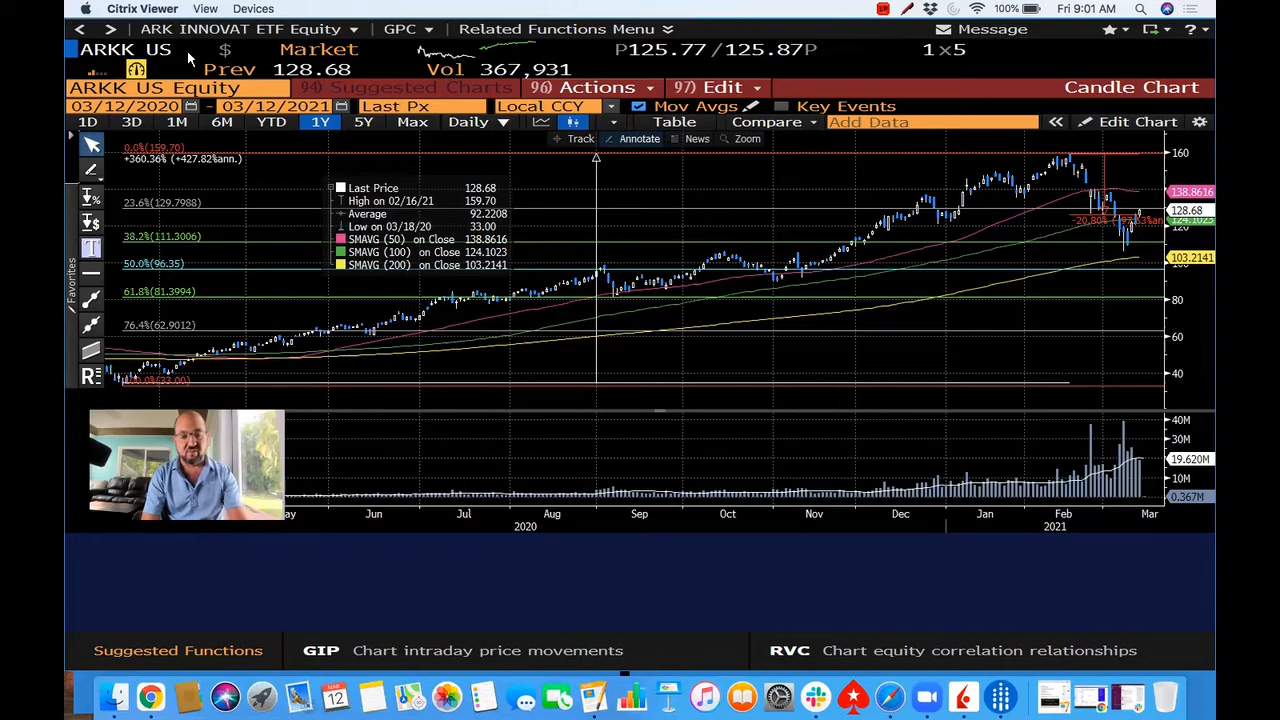 Citrix Viewer View Devices 100% Fri 9:01 AM
ARK INNOVAT ETF Equity GPC Related Functions Menu Message ?
ARKK US $ Market P125.77/125.87P 1x5
Prev 128.68 Vol 367,931
ARKK US Equity 94) Suggested Charts 96) Actions 97) Edit Candle Chart
03/12/2020 - 03/12/2021 Last Px Local CCY Mov Avgs Key Events
1D 3D 1M 6M YTD 1Y 5Y Max Daily Table Compare Add Data Edit Chart
Track Annotate News Zoom
0.0%(159.70)
+360.36% (+427.82%ann.)
23.6%(129.7988)
38.2%(111.3006)
50.0%(96.35)
61.8%(81.3994)
76.4%(62.9012)
Last Price 128.68
High on 02/16/21 159.70
Average 92.2208
Low on 03/18/20 33.00
SMAVG (50) on Close 138.8616
SMAVG (100) on Close 124.1023
SMAVG (200) on Close 103.2141
160
138.8616
128.68
124.1023
120
103.2141
80
60
40
Favorites
T
R
40M
30M
19.620M
10M
0.367M
Jun Jul Aug Sep Oct Nov Dec Jan Feb Mar
2020 2021
Suggested Functions GIP Chart intraday price movements RVC Chart equity correlation relationships
MAR
12